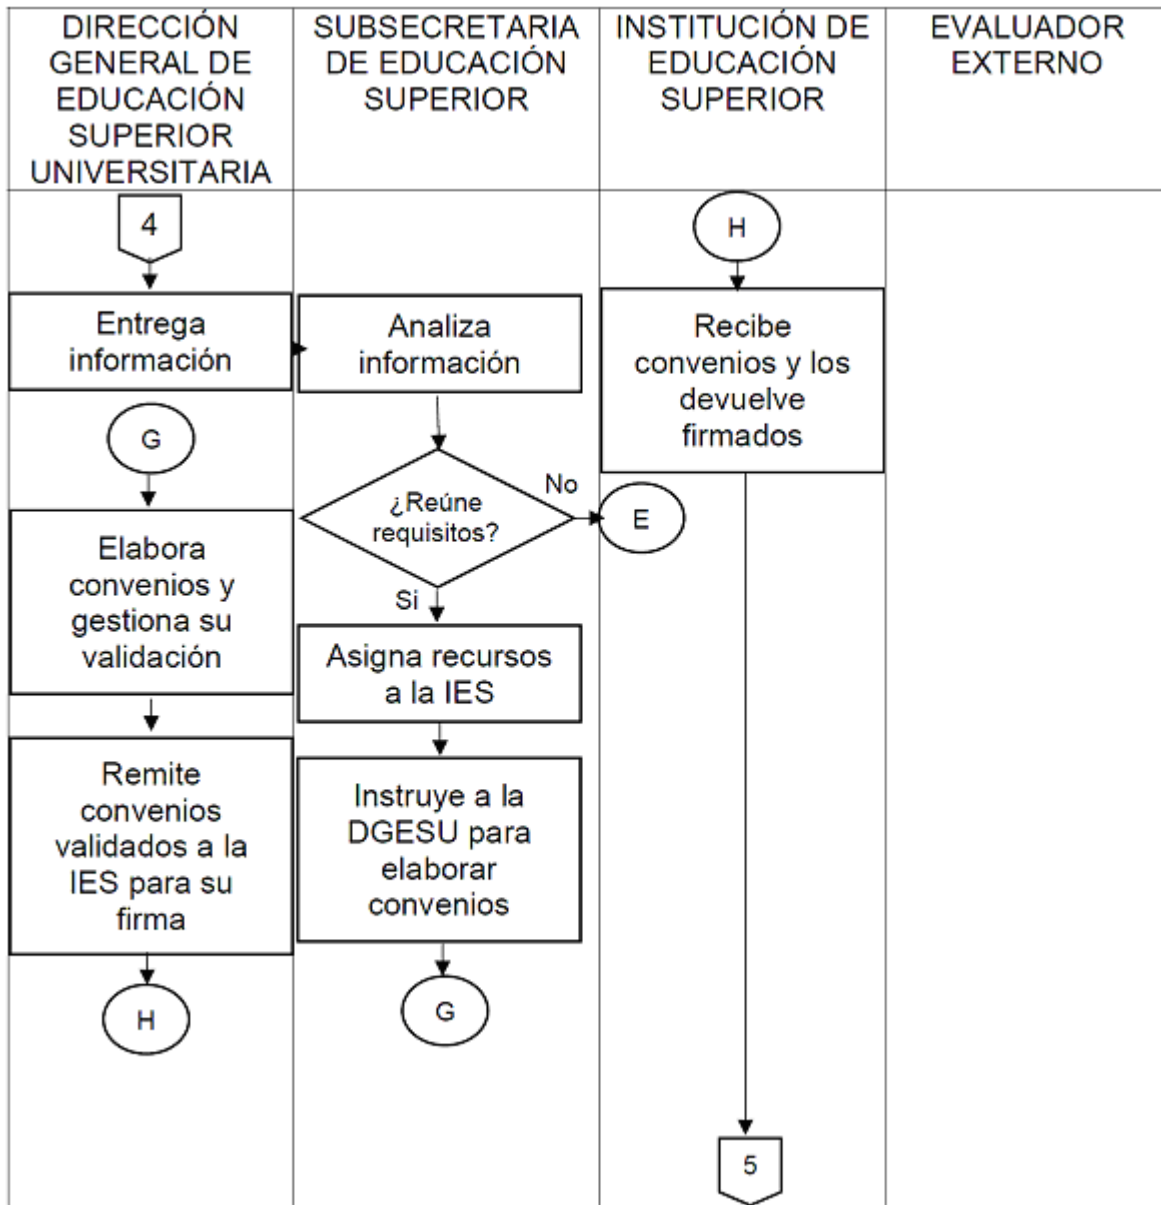 DIRECCIÓN
GENERAL DE
EDUCACIÓN
SUPERIOR
UNIVERSITARIA
SUBSECRETARIA
DE EDUCACIÓN
SUPERIOR
INSTITUCIÓN DE
EDUCACIÓN
SUPERIOR
EVALUADOR
EXTERNO
4
Entrega
información
G
Elabora
convenios y
gestiona su
validación
Remite
convenios
validados a la
IES para su
firma
H
Analiza
información
¿Reúne
requisitos?
No
Si
Asigna recursos
a la IES
Instruye a la
DGESU para
elaborar
convenios
G
H
Recibe
convenios y los
devuelve
firmados
E
5